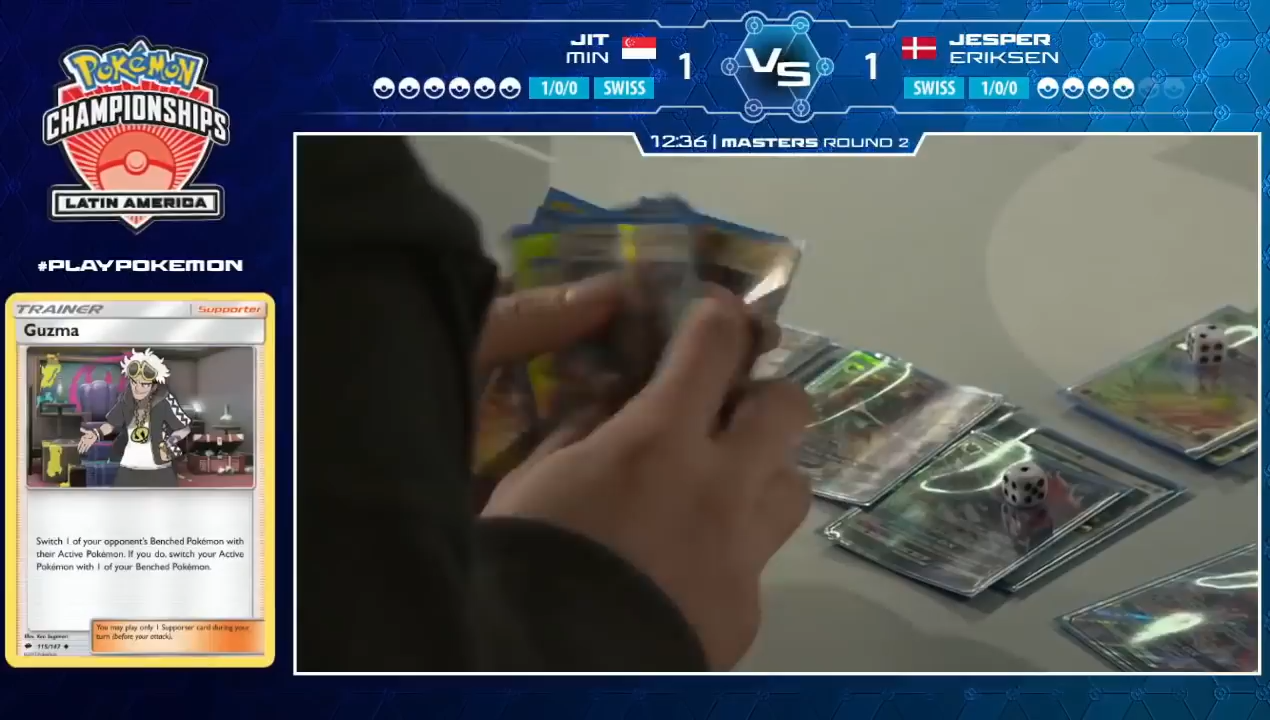 Pokémon
CHAMPIONSHIPS
LATIN AMERICA
#PLAYPOKEMON
JIT
MIN
1
1/0/0
SWISS
VS
1
JESPER
ERIKSEN
SWISS
1/0/0
12:36 | MASTERS ROUND 2
TRAINER
Supporter
Guzma
Switch 1 of your opponent's Benched Pokémon with
their Active Pokémon. If you do, switch your Active
Pokémon with 1 of your Benched Pokémon.
You may play only 1 Supporter card during your
turn (before your attack).
115/147